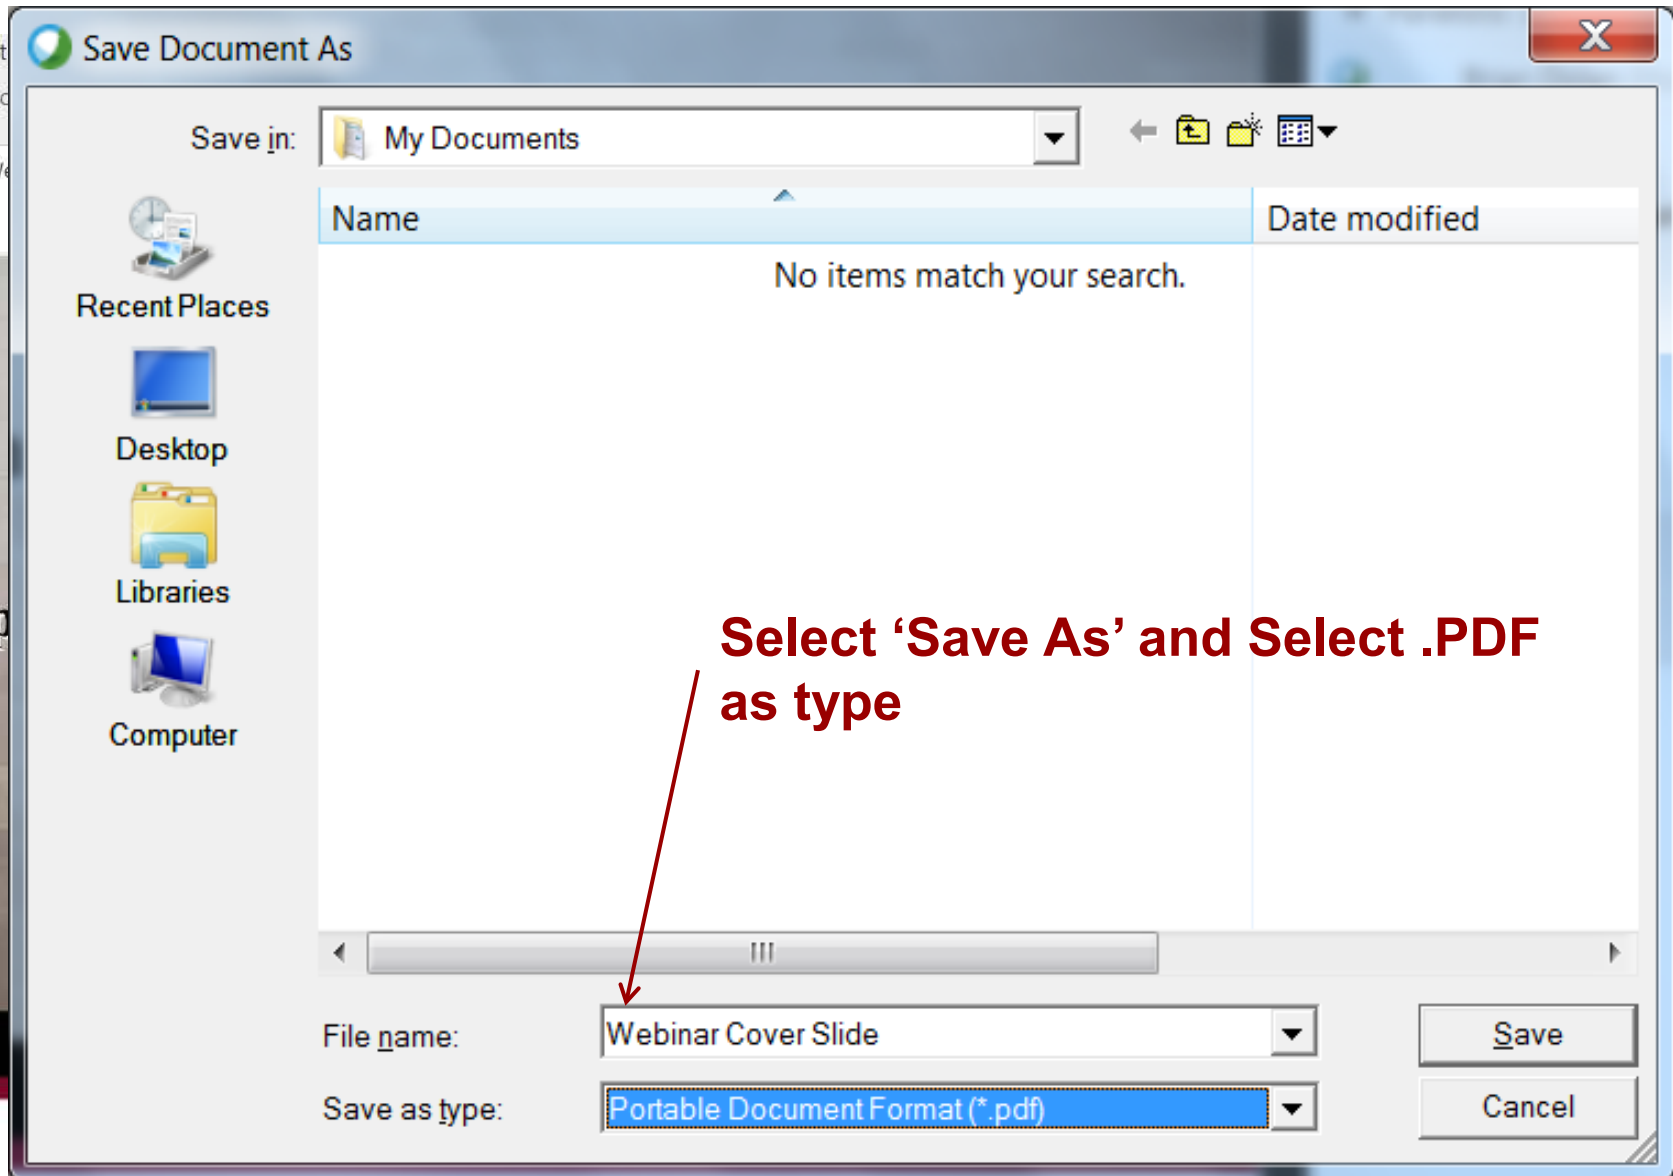 Save Document As
Save in:
My Documents
Name
Date modified
No items match your search.
Recent Places
Desktop
Libraries
Computer
Select ‘Save As’ and Select .PDF
as type
File name:
Webinar Cover Slide
Save
Save as type:
Portable Document Format (*.pdf)
Cancel